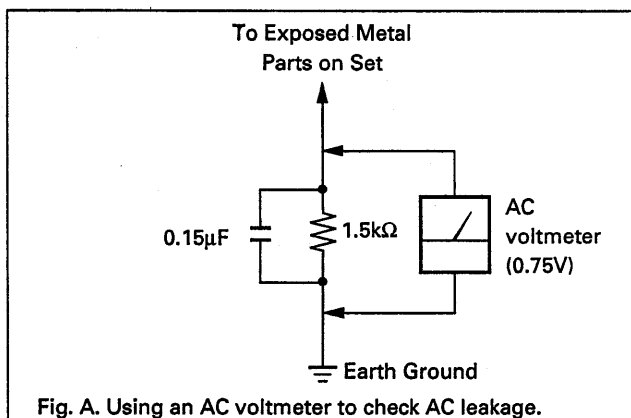 To Exposed Metal
Parts on Set
0.15μF
1.5kΩ
AC
voltmeter
(0.75V)
Earth Ground
Fig. A. Using an AC voltmeter to check AC leakage.